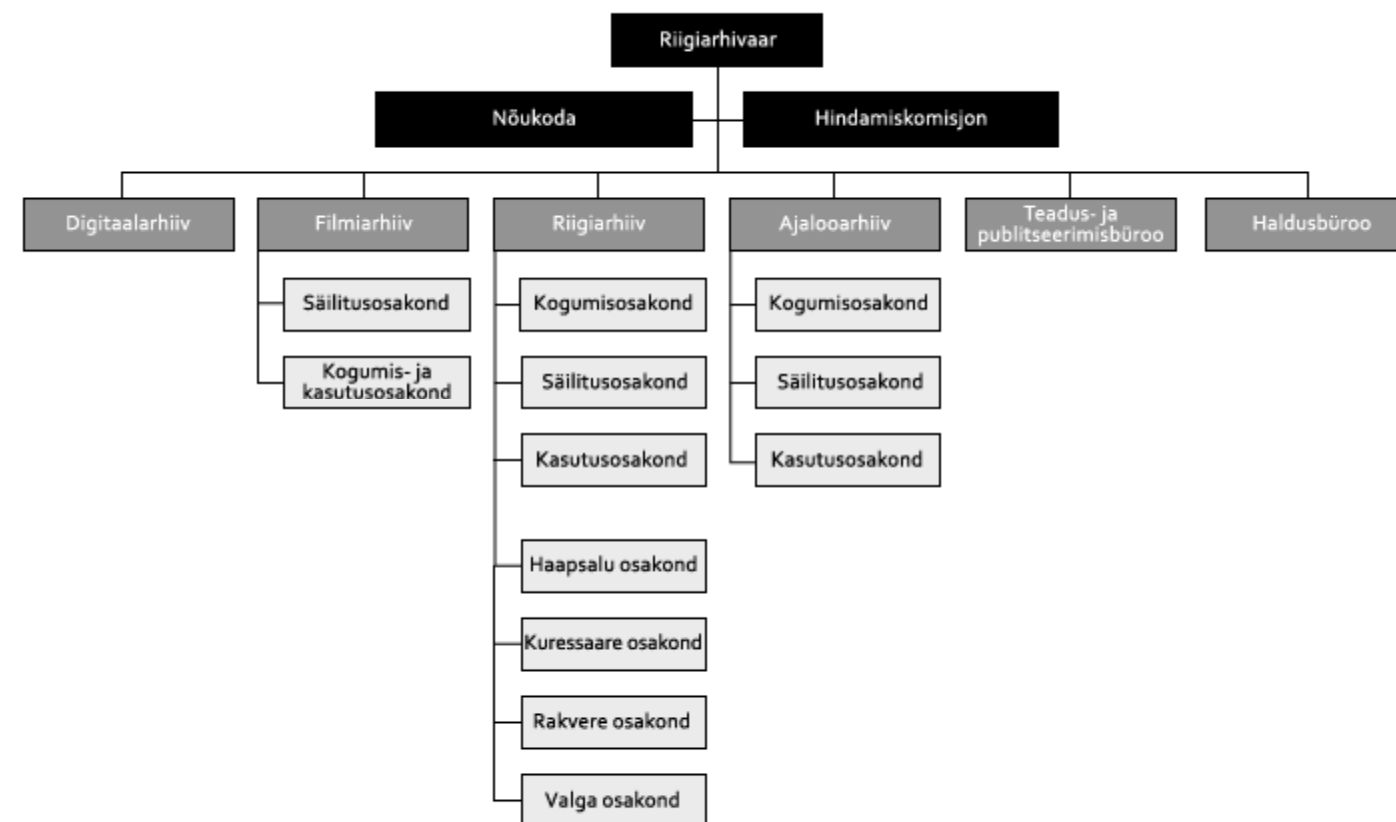 Riigiarhivaar
Nõukoda
Hindamiskomisjon
Digitaalarhiiv
Filmiarhiiv
Riigiarhiiv
Ajalooarhiiv
Teadus- ja
publitseerimisbüroo
Haldusbüroo
Säilitusosakond
Kogumis- ja
kasutusosakond
Kogumisosakond
Säilitusosakond
Kasutusosakond
Haapsalu osakond
Kuressaare osakond
Rakvere osakond
Valga osakond
Kogumisosakond
Säilitusosakond
Kasutusosakond